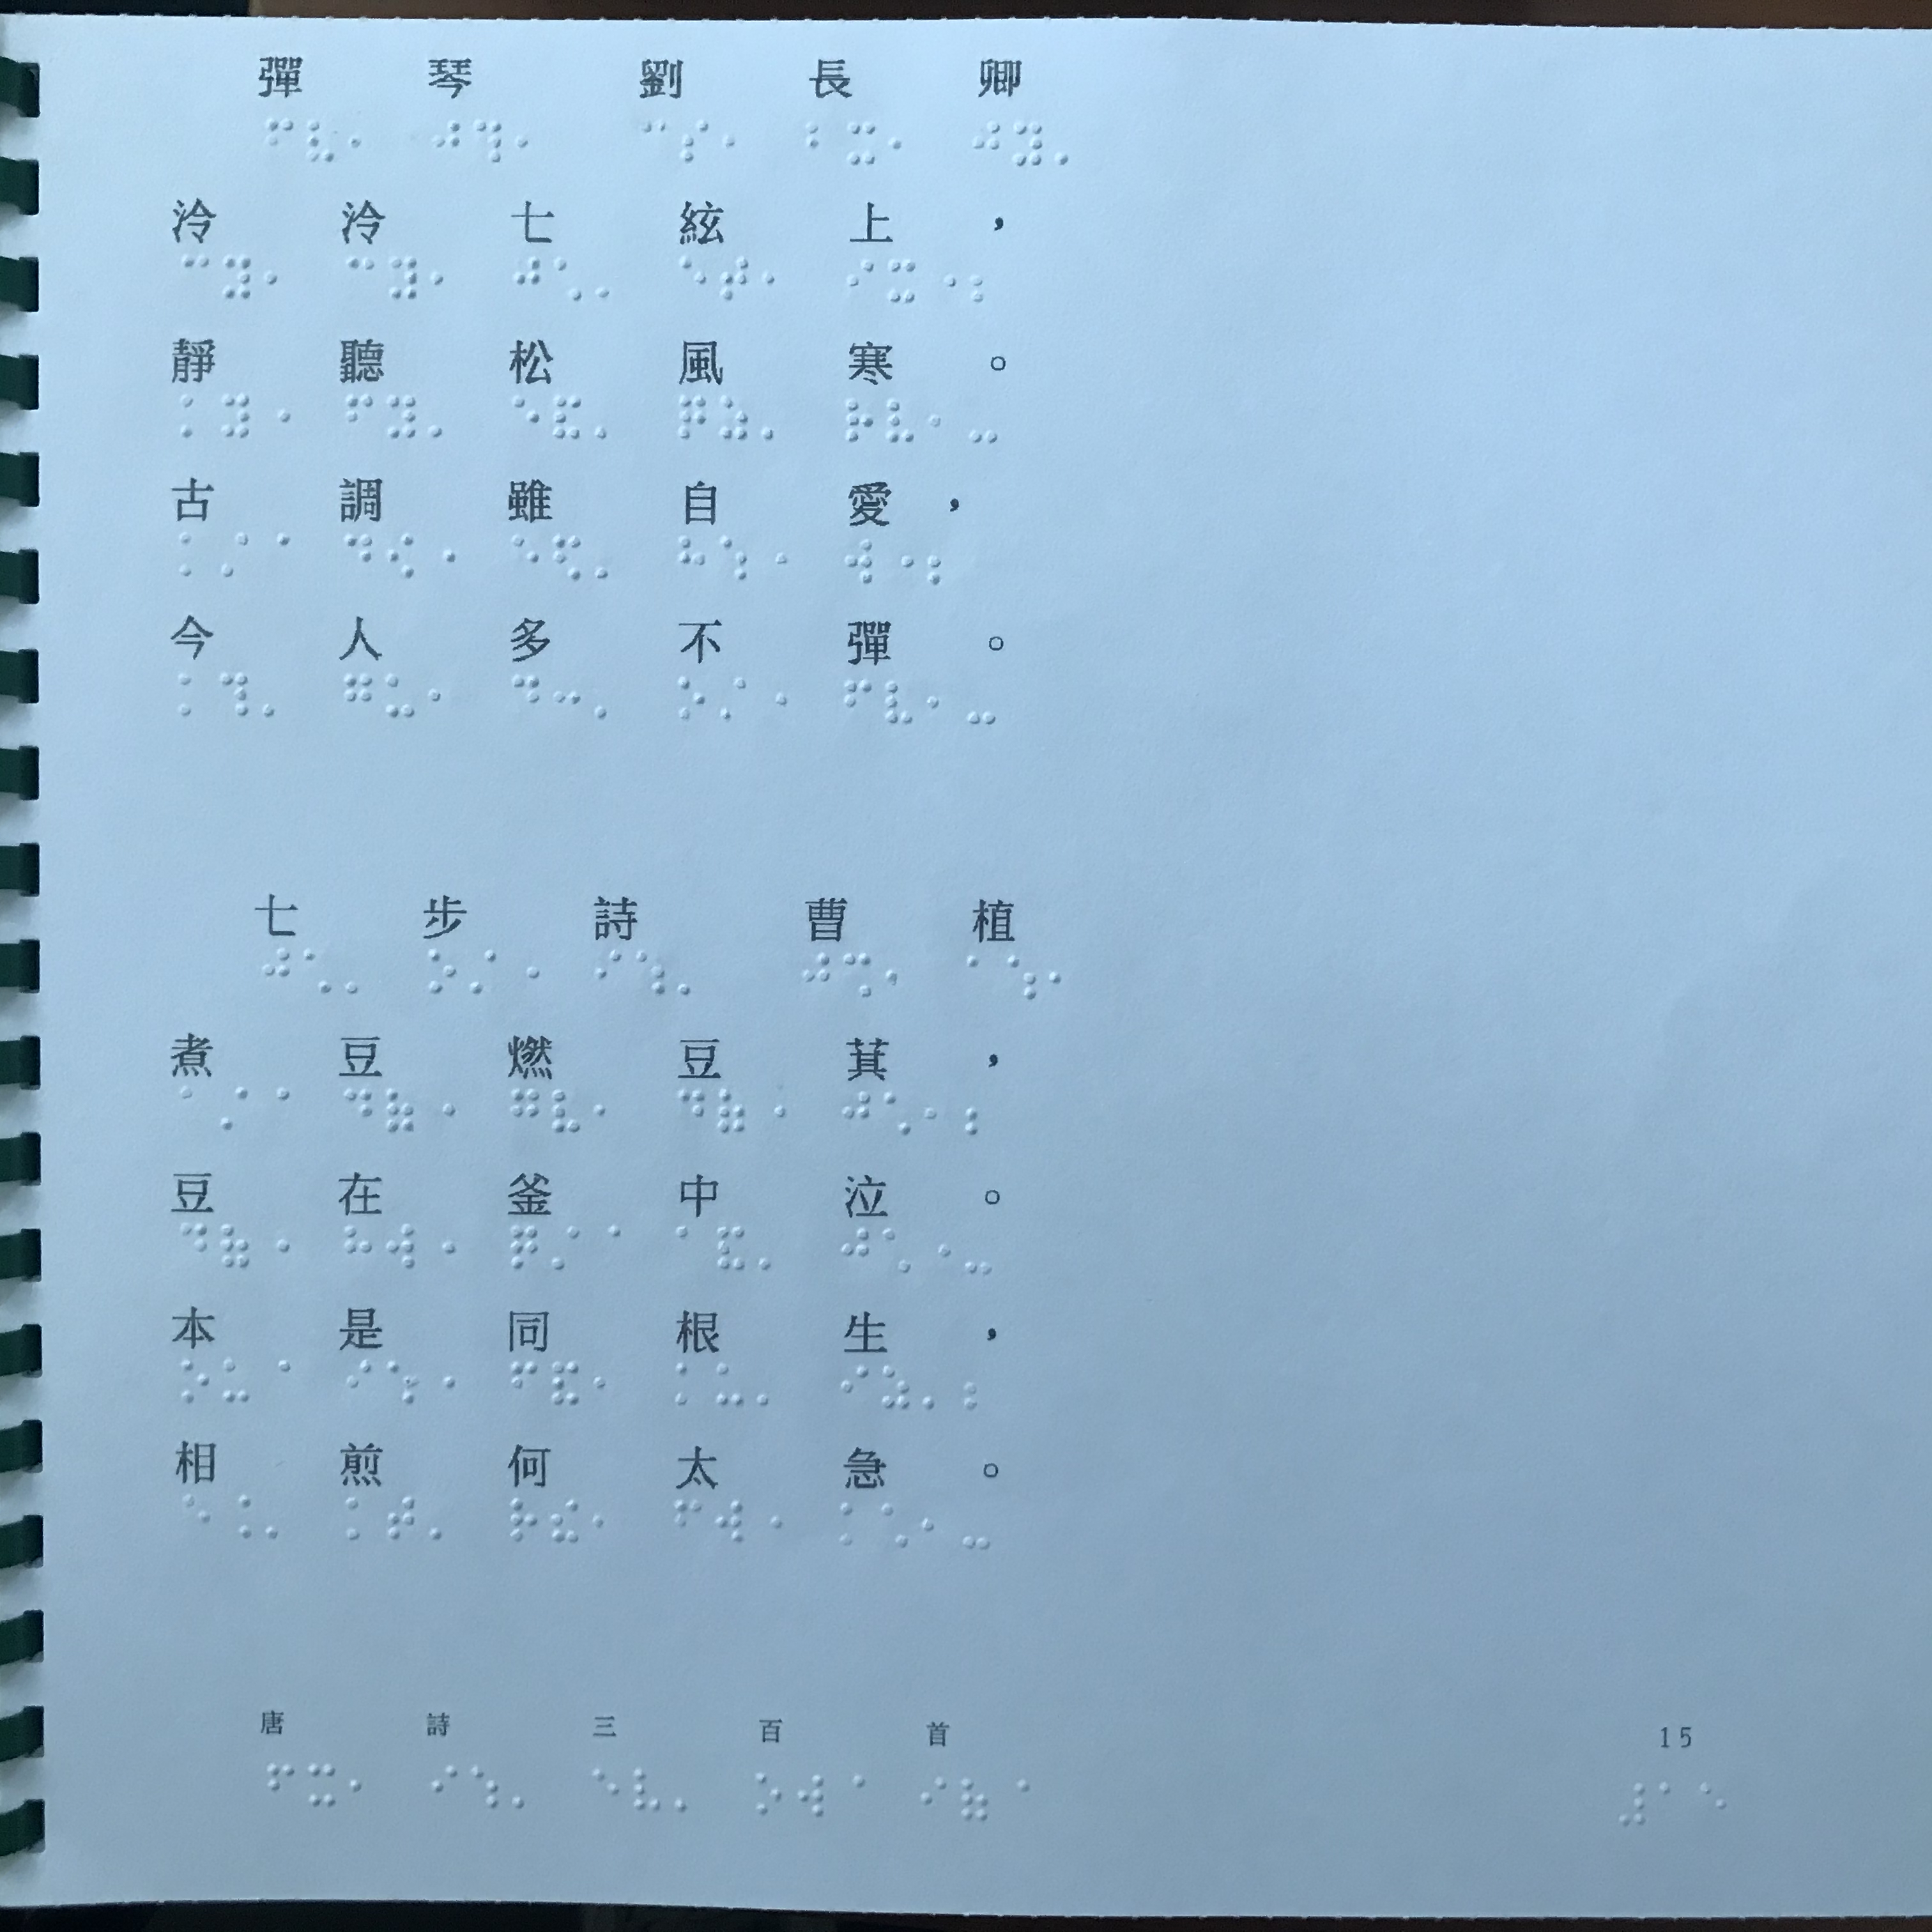 彈琴 劉長卿
泠泠七絃上，
靜聽松風寒。
古調雖自愛，
今人多不彈。
七步詩 曹植
煮豆燃豆萁，
豆在釜中泣。
本是同根生，
相煎何太急。
唐詩三百首 15